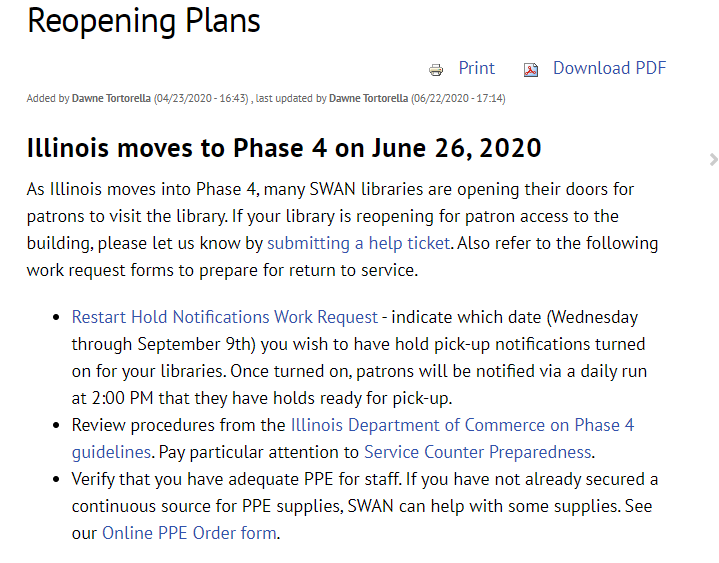 Reopening Plans
Print Download PDF
Added by Dawne Tortorella (04/23/2020 - 16:43) , last updated by Dawne Tortorella (06/22/2020 - 17:14)
Illinois moves to Phase 4 on June 26, 2020
As Illinois moves into Phase 4, many SWAN libraries are opening their doors for
patrons to visit the library. If your library is reopening for patron access to the
building, please let us know by submitting a help ticket. Also refer to the following
work request forms to prepare for return to service.
• Restart Hold Notifications Work Request - indicate which date (Wednesday
through September 9th) you wish to have hold pick-up notifications turned
on for your libraries. Once turned on, patrons will be notified via a daily run
at 2:00 PM that they have holds ready for pick-up.
• Review procedures from the Illinois Department of Commerce on Phase 4
guidelines. Pay particular attention to Service Counter Preparedness.
• Verify that you have adequate PPE for staff. If you have not already secured a
continuous source for PPE supplies, SWAN can help with some supplies. See
our Online PPE Order form.